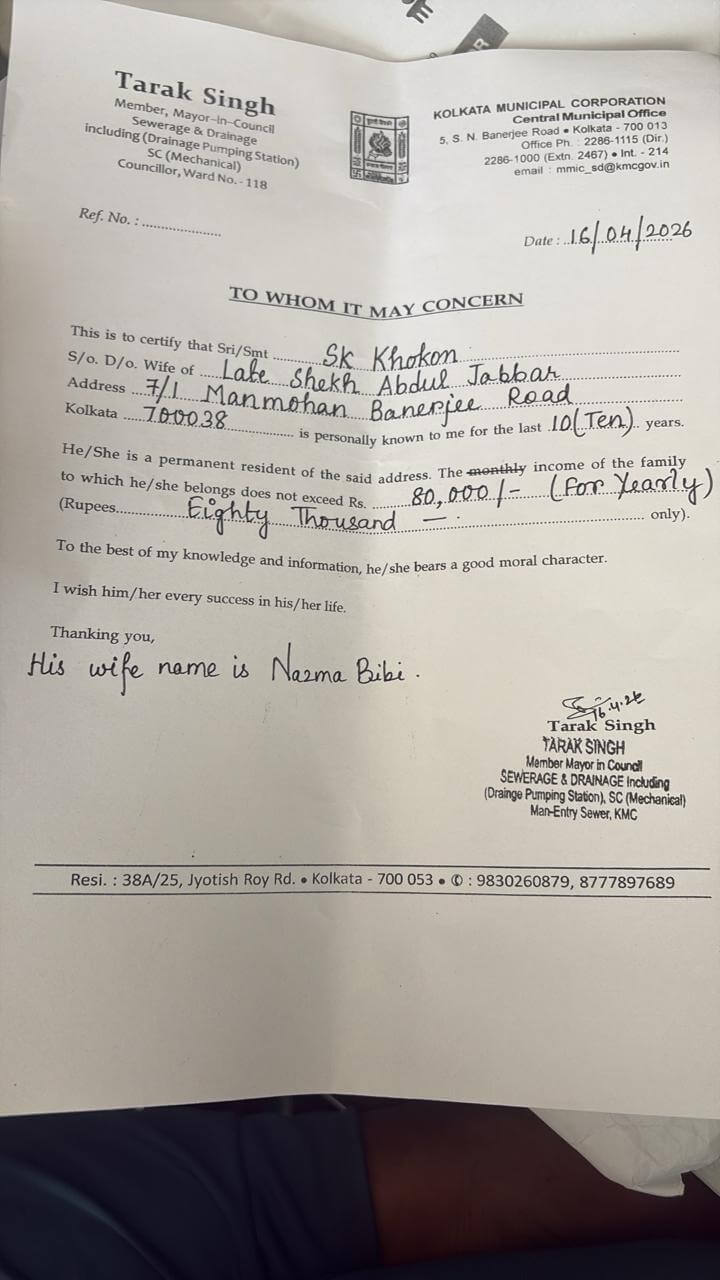 Tarak Singh
Member, Mayor-in-Council
Sewerage & Drainage
including (Drainage Pumping Station)
SC (Mechanical)
Councillor, Ward No. - 118
KOLKATA MUNICIPAL CORPORATION
Central Municipal Office
5, S. N. Banerjee Road • Kolkata - 700 013
Office Ph. : 2286-1115 (Dir.)
2286-1000 (Extn. 2467) • Int. - 214
email : mmic_sd@kmcgov.in
Ref. No. : ....................
Date : ..16/04/2026
TO WHOM IT MAY CONCERN
This is to certify that Sri/Smt ........... Sk Khokon ...........
S/o. D/o. Wife of ..... Late Shekh Abdul Jabbar ...........
Address ... 7/1 Manmohan Banerjee Road ...........
Kolkata .... 700038 ........... is personally known to me for the last 10(Ten).. years.
He/She is a permanent resident of the said address. The monthly income of the family
to which he/she belongs does not exceed Rs. ........ 80,000/- (For Yearly)
(Rupees........... Eighty Thousand — ........... only).
To the best of my knowledge and information, he/she bears a good moral character.
I wish him/her every success in his/her life.
Thanking you,
His wife name is Nazma Bibi.
16.4.26
Tarak Singh
TARAK SINGH
Member Mayor in Council
SEWERAGE & DRAINAGE Including
(Drainge Pumping Station), SC (Mechanical)
Man-Entry Sewer, KMC
Resi. : 38A/25, Jyotish Roy Rd. • Kolkata - 700 053 • ✆ : 9830260879, 8777897689